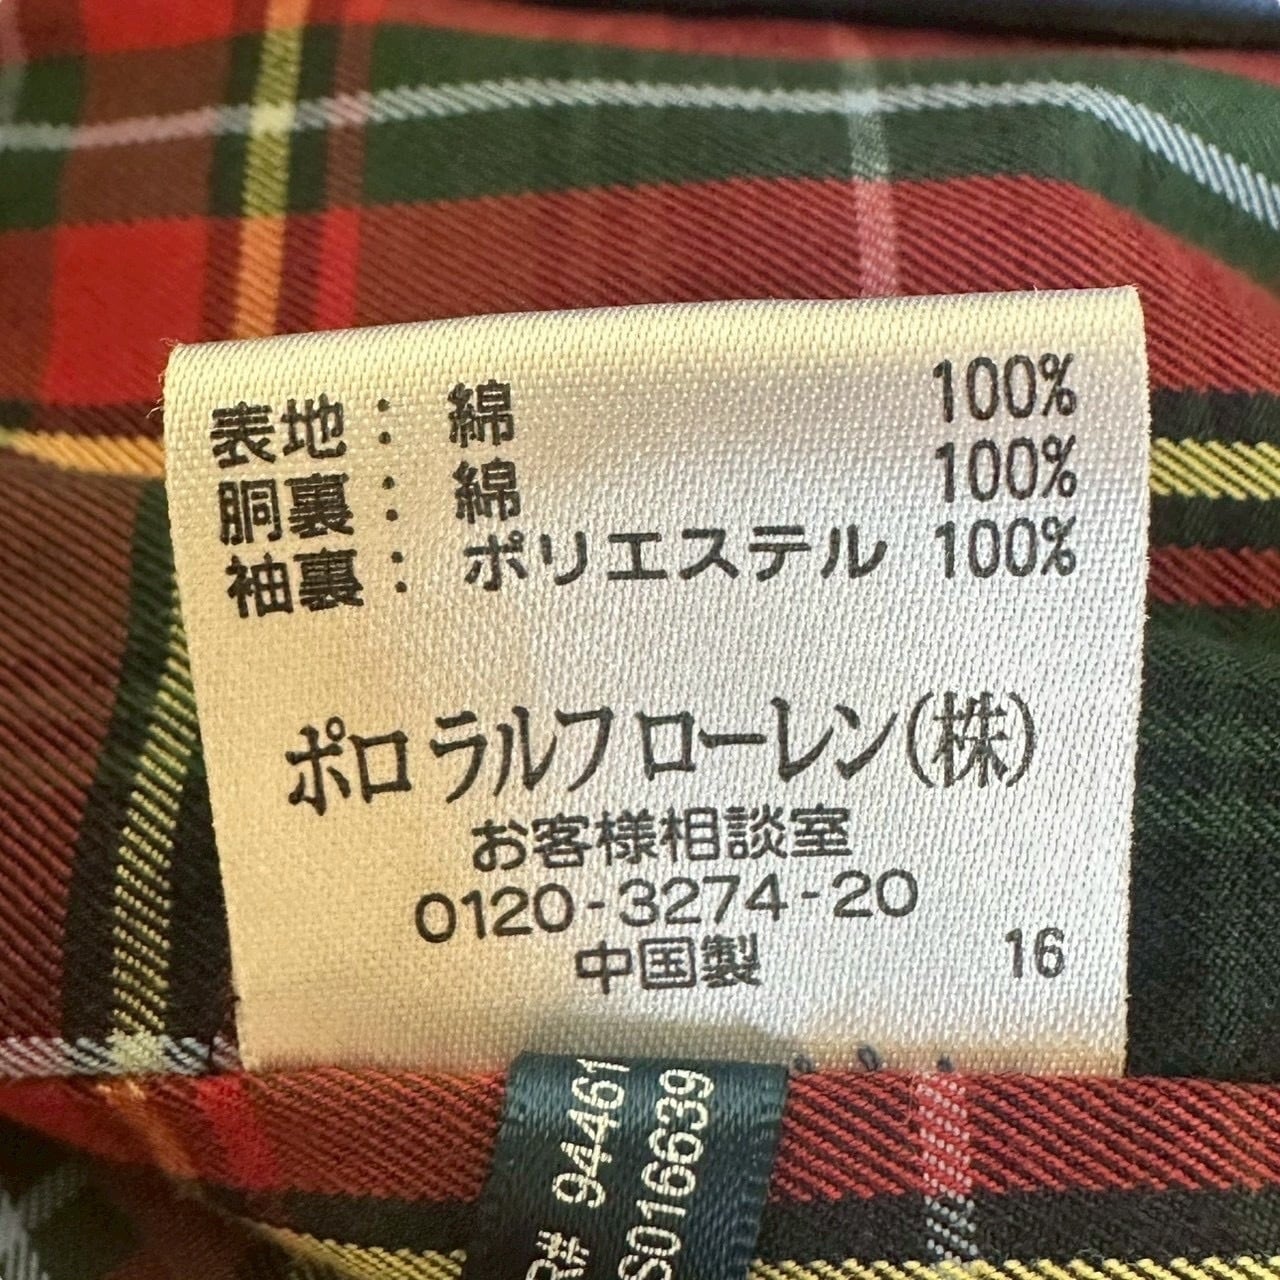 表地： 綿 100%
胴裏： 綿 100%
袖裏： ポリエステル 100%
ポロ ラルフ ローレン(株)
お客様相談室
0120-3274-20
中国製 16
R# 94461
S016639